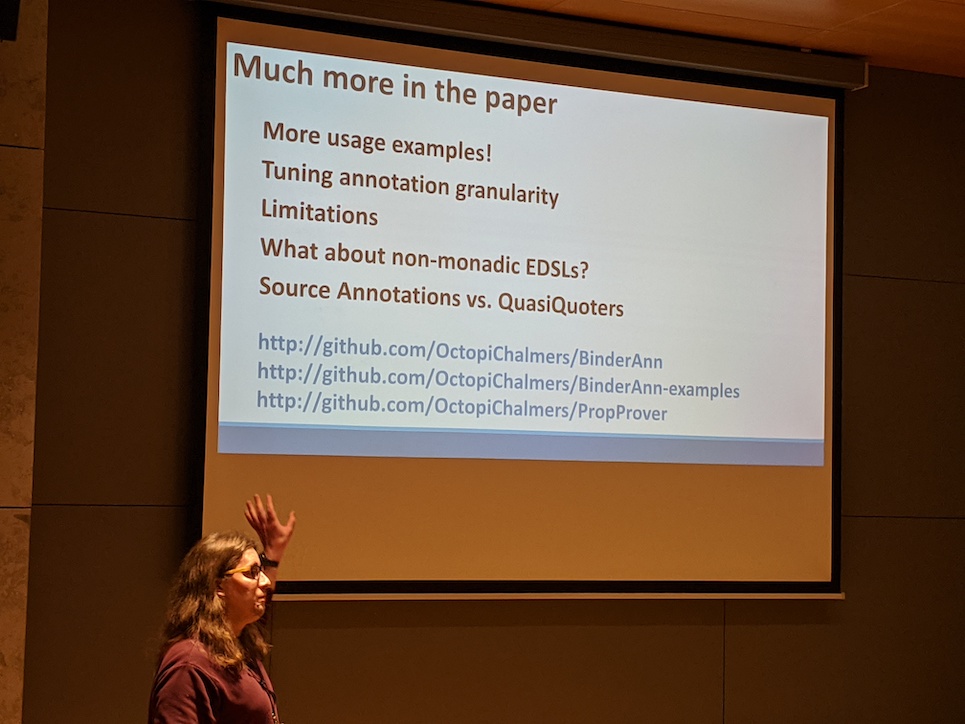 Much more in the paper
More usage examples!
Tuning annotation granularity
Limitations
What about non-monadic EDSLs?
Source Annotations vs. QuasiQuoters
http://github.com/OctopiChalmers/BinderAnn
http://github.com/OctopiChalmers/BinderAnn-examples
http://github.com/OctopiChalmers/PropProver